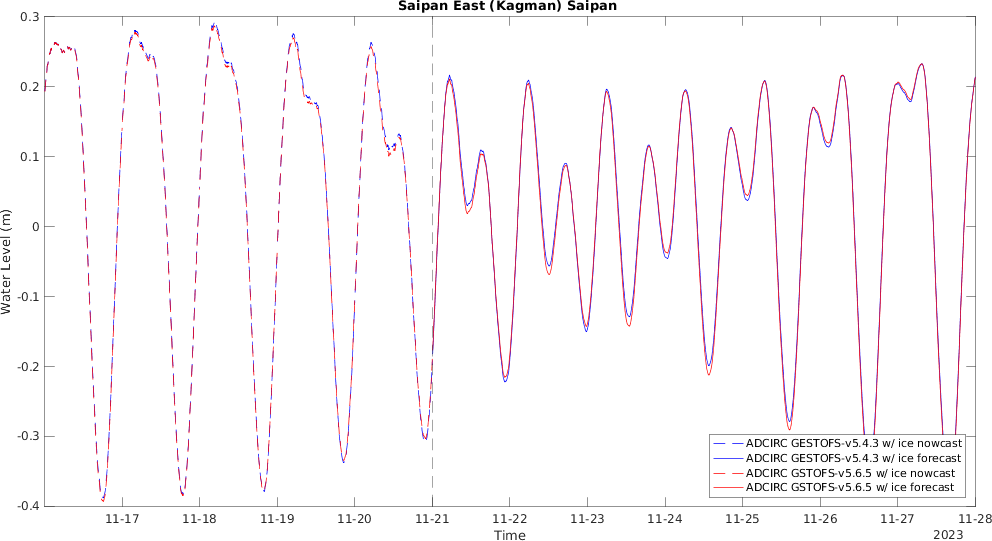 Saipan East (Kagman) Saipan
0.3
0.2
0.1
0
-0.1
-0.2
-0.3
-0.4
Water Level (m)
ADCIRC GESTOFS-v5.4.3 w/ ice nowcast
ADCIRC GESTOFS-v5.4.3 w/ ice forecast
ADCIRC GSTOFS-v5.6.5 w/ ice nowcast
ADCIRC GSTOFS-v5.6.5 w/ ice forecast
11-17 11-18 11-19 11-20 11-21 11-22 11-23 11-24 11-25 11-26 11-27 11-28
Time
2023